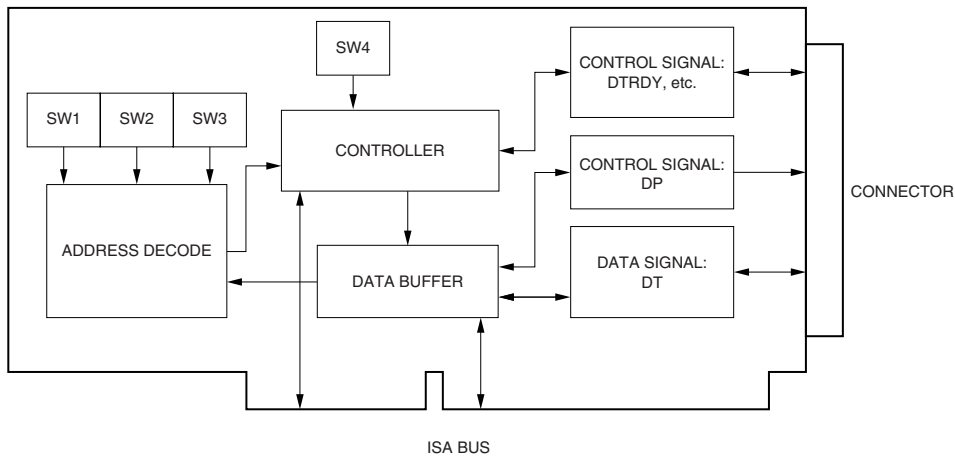 SW4
CONTROL SIGNAL:
DTRDY, etc.
SW1
SW2
SW3
CONTROLLER
CONTROL SIGNAL:
DP
CONNECTOR
ADDRESS DECODE
DATA BUFFER
DATA SIGNAL:
DT
ISA BUS